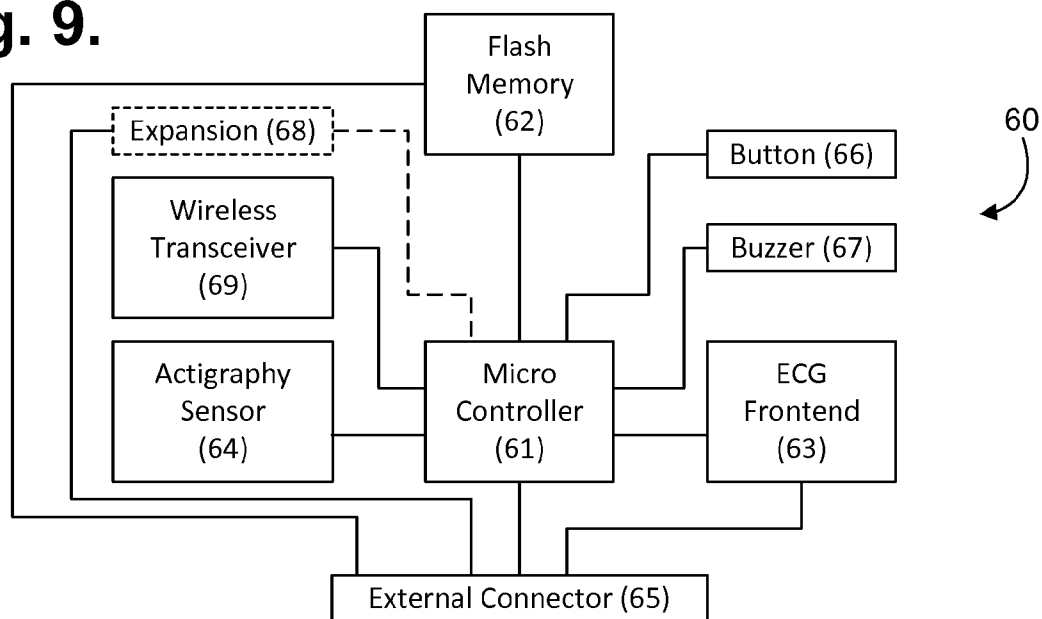 g. 9.
Flash
Memory
(62)
Expansion (68)
Button (66)
60
Wireless
Transceiver
(69)
Buzzer (67)
Actigraphy
Sensor
(64)
Micro
Controller
(61)
ECG
Frontend
(63)
External Connector (65)